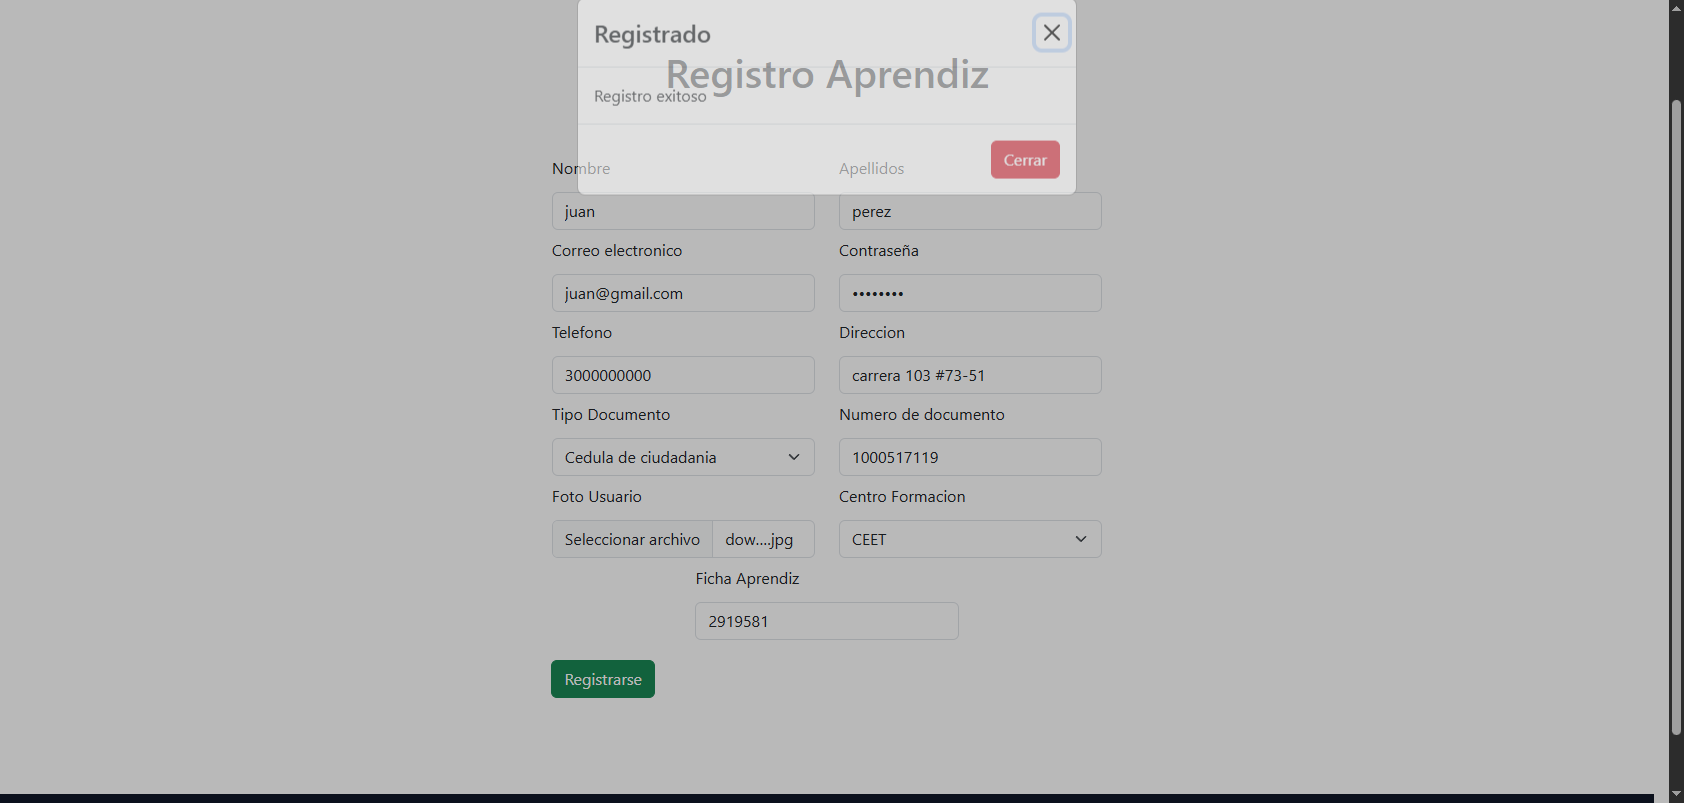 Registrado
Registro Aprendiz
Registro exitoso
Cerrar
Nombre
Apellidos
juan
perez
Correo electronico
Contraseña
juan@gmail.com
••••••••
Telefono
Direccion
3000000000
carrera 103 #73-51
Tipo Documento
Numero de documento
Cedula de ciudadania
1000517119
Foto Usuario
Centro Formacion
Seleccionar archivo
dow....jpg
CEET
Ficha Aprendiz
2919581
Registrarse